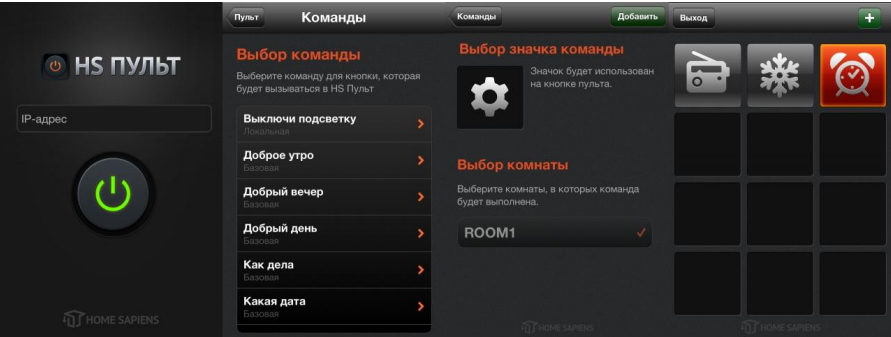 HS ПУЛЬТ
IP-адрес
HOME SAPIENS
Пульт
Команды
Выбор команды
Выберите команду для кнопки, которая
будет вызываться в HS Пульт
Выключи подсветку
Локальная
Доброе утро
Базовая
Добрый вечер
Базовая
Добрый день
Базовая
Как дела
Базовая
Какая дата
Базовая
Команды
Добавить
Выбор значка команды
Значок будет использован
на кнопке пульта.
Выбор комнаты
Выберите комнаты, в которых команда
будет выполнена.
ROOM1
HOME SAPIENS
Выход
HOME SAPIENS